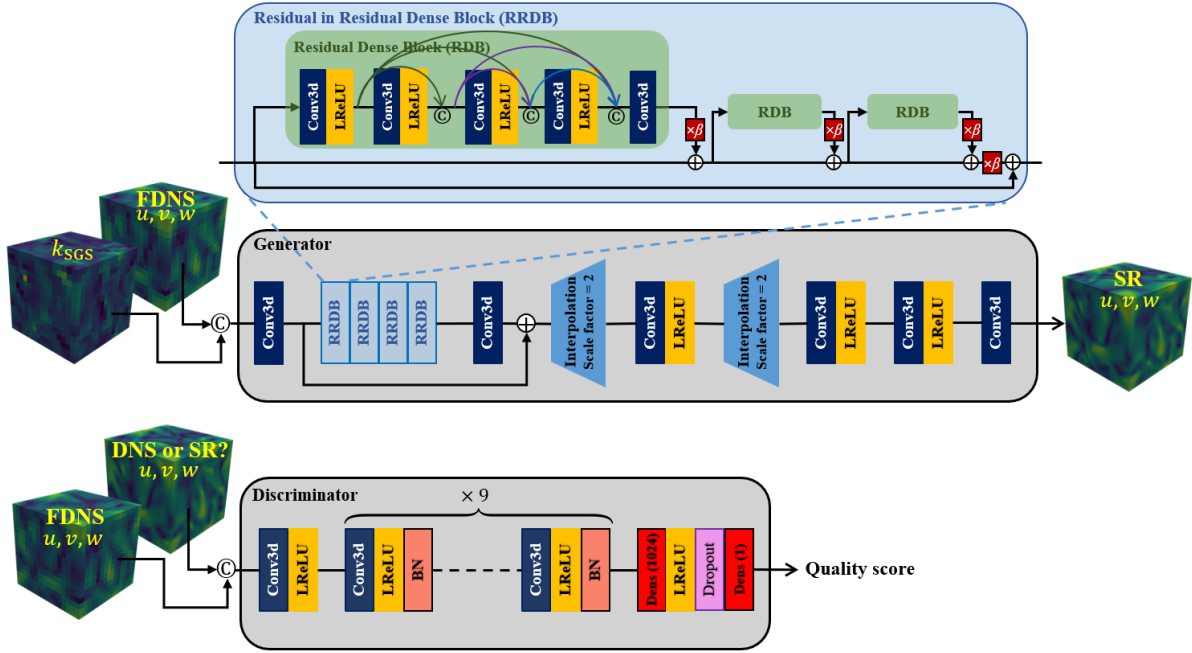 Residual in Residual Dense Block (RRDB)
Residual Dense Block (RDB)
Conv3d
LReLU
Conv3d
LReLU
©
Conv3d
LReLU
©
Conv3d
LReLU
©
Conv3d
×β
RDB
×β
RDB
×β
×β
FDNS
u, v, w
k_SGS
©
Generator
Conv3d
RRDB
RRDB
RRDB
RRDB
Conv3d
Interpolation
Scale factor = 2
Conv3d
LReLU
Interpolation
Scale factor = 2
Conv3d
LReLU
Conv3d
LReLU
Conv3d
SR
u, v, w
DNS or SR?
u, v, w
FDNS
u, v, w
©
Discriminator
× 9
Conv3d
LReLU
Conv3d
LReLU
BN
Conv3d
LReLU
BN
Dens (1024)
LReLU
Dropout
Dens (1)
Quality score